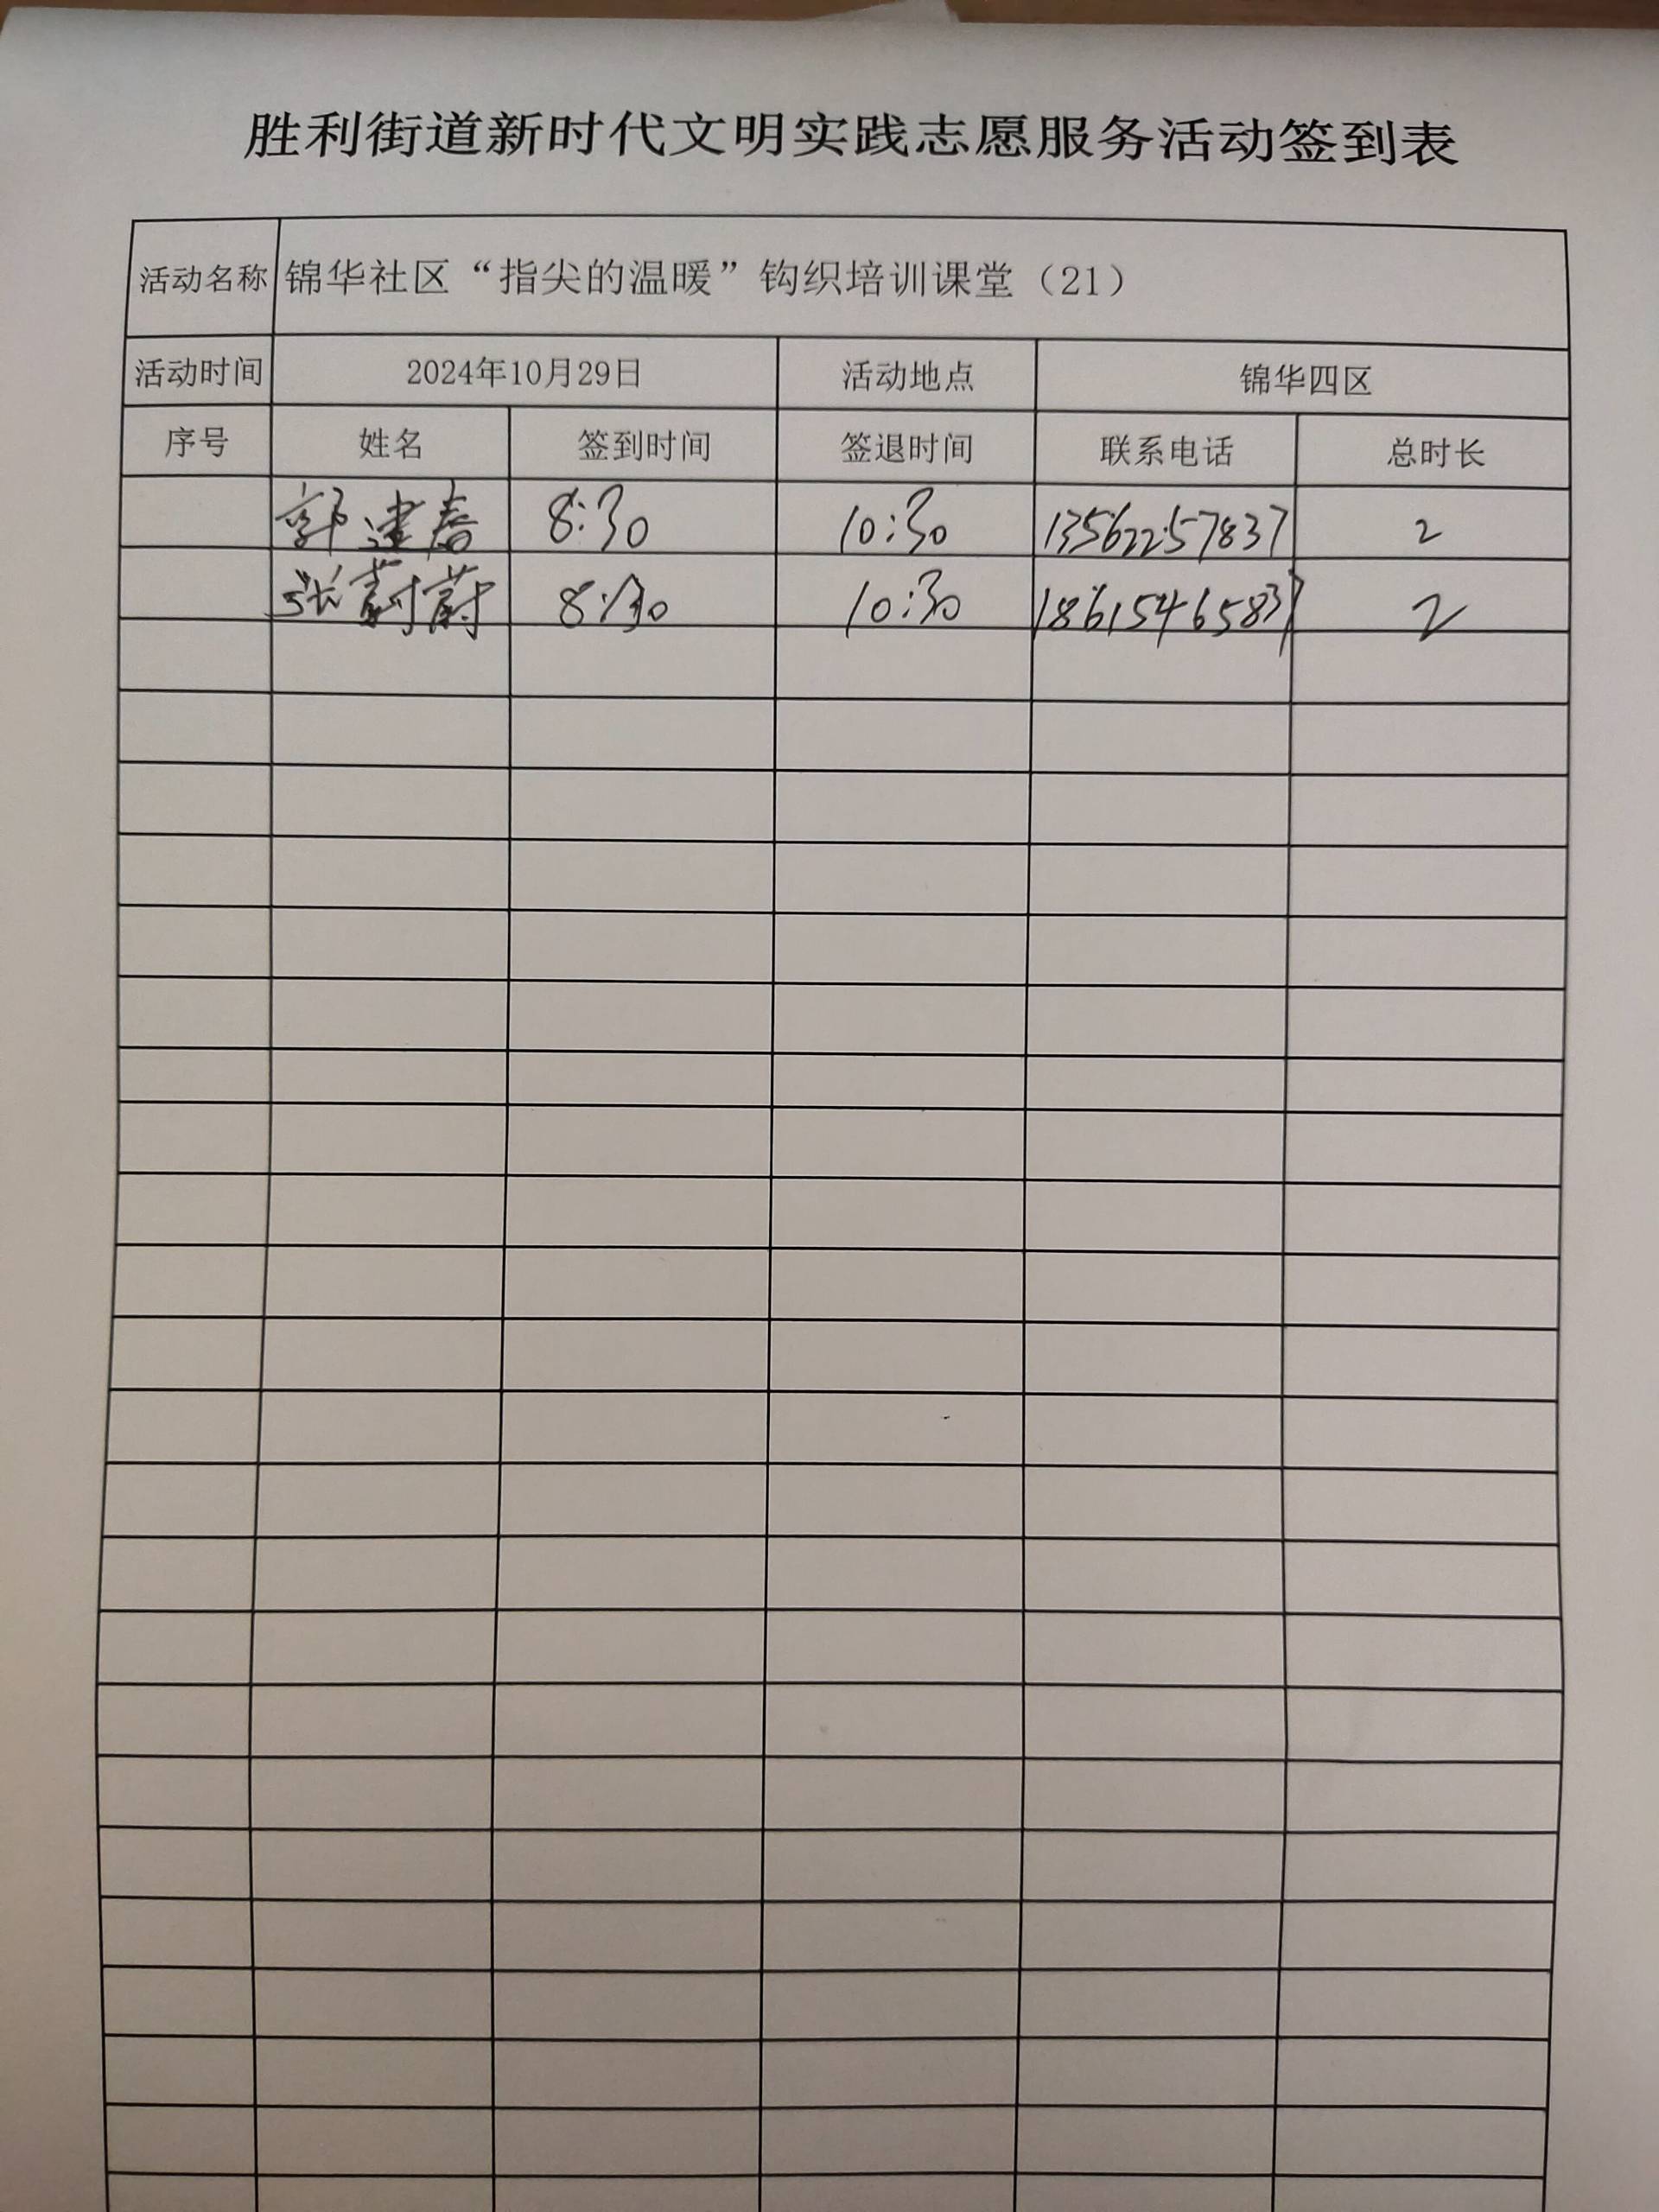 胜利街道新时代文明实践志愿服务活动签到表
活动名称 锦华社区“指尖的温暖”钩织培训课堂（21）
活动时间 2024年10月29日 活动地点 锦华四区
序号 姓名 签到时间 签退时间 联系电话 总时长
郭建春 8:30 10:30 13562257837 2
张蔚蔚 8:30 10:30 18615465837 2